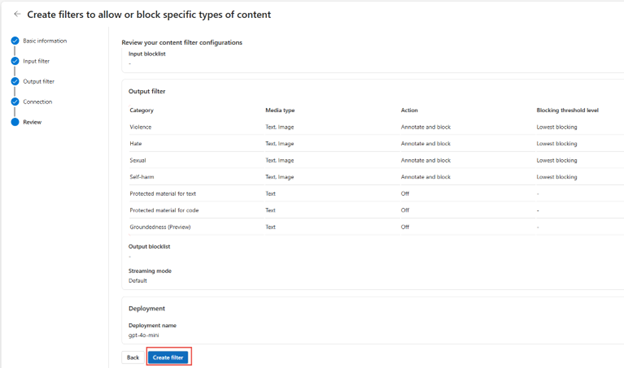 Create filters to allow or block specific types of content
Basic information
Input filter
Output filter
Connection
Review
Review your content filter configurations
Input blocklist
-
Output filter
Category Media type Action Blocking threshold level
Violence Text, Image Annotate and block Lowest blocking
Hate Text, Image Annotate and block Lowest blocking
Sexual Text, Image Annotate and block Lowest blocking
Self-harm Text, Image Annotate and block Lowest blocking
Protected material for text Text Off -
Protected material for code Text Off -
Groundedness (Preview) Text Off -
Output blocklist
-
Streaming mode
Default
Deployment
Deployment name
gpt-4o-mini
Back Create filter